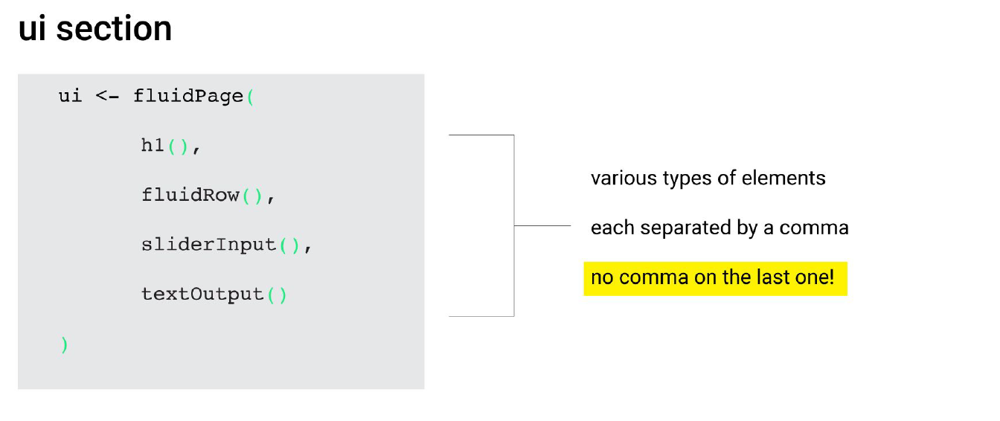 ui section
ui <- fluidPage(
h1(),
fluidRow(),
sliderInput(),
textOutput()
)
various types of elements
each separated by a comma
no comma on the last one!